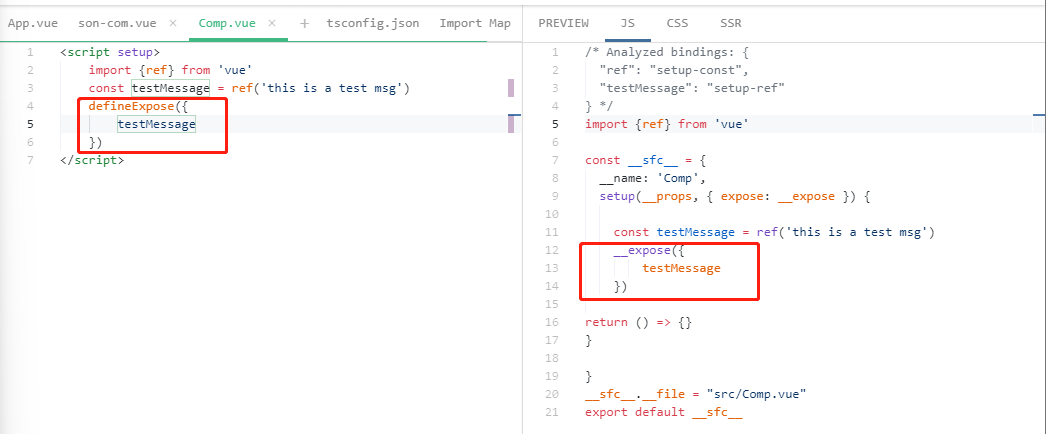 App.vue son-com.vue × Comp.vue × + tsconfig.json Import Map
1 <script setup>
2 import {ref} from 'vue'
3 const testMessage = ref('this is a test msg')
4 defineExpose({
5 testMessage
6 })
7 </script>
PREVIEW JS CSS SSR
1 /* Analyzed bindings: {
2 "ref": "setup-const",
3 "testMessage": "setup-ref"
4 } */
5 import {ref} from 'vue'
6
7 const __sfc__ = {
8 __name: 'Comp',
9 setup(__props, { expose: __expose }) {
10
11 const testMessage = ref('this is a test msg')
12 __expose({
13 testMessage
14 })
15
16 return () => {}
17 }
18
19 }
20 __sfc__.__file = "src/Comp.vue"
21 export default __sfc__